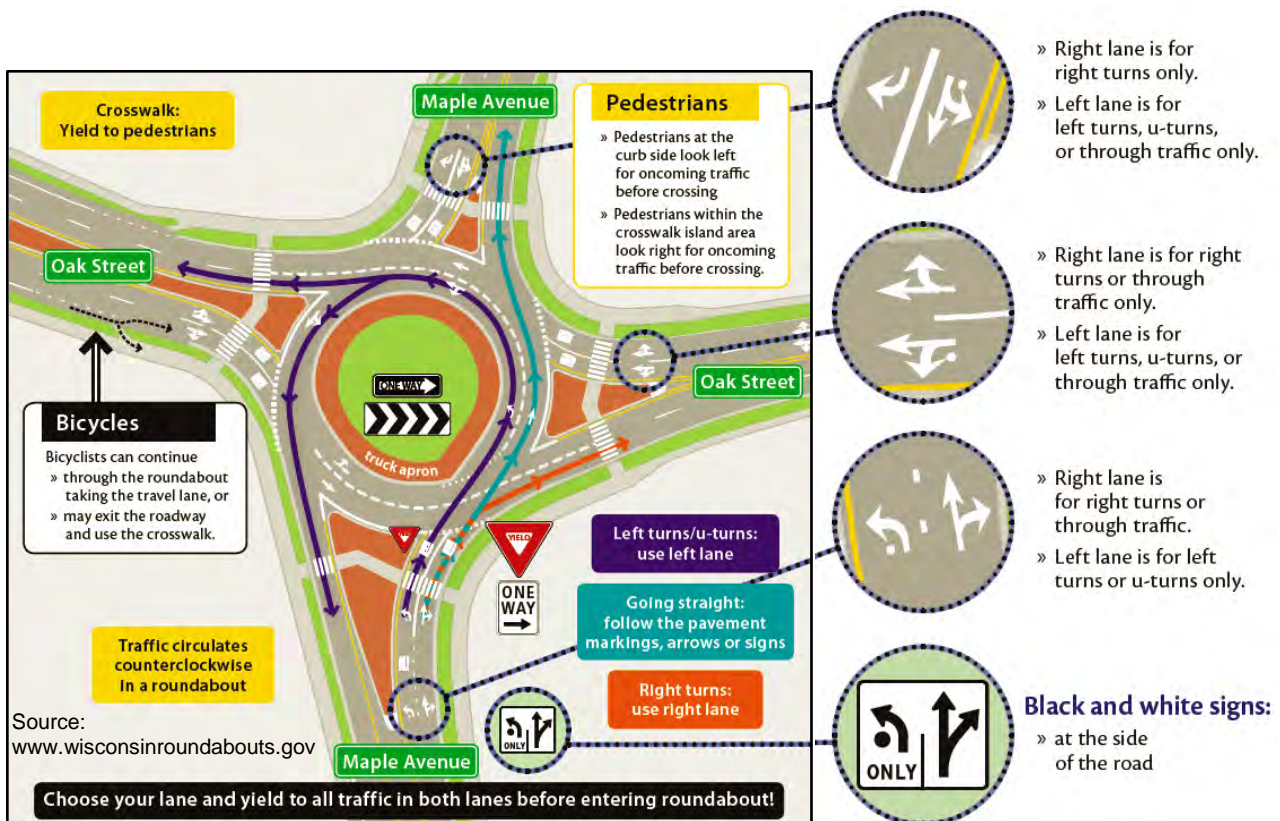 Crosswalk:
Yield to pedestrians
Maple Avenue
Pedestrians
» Pedestrians at the
curb side look left
for oncoming traffic
before crossing
» Pedestrians within the
crosswalk island area
look right for oncoming
traffic before crossing.
Oak Street
ONE WAY
Oak Street
Bicycles
Bicyclists can continue
» through the roundabout
taking the travel lane, or
» may exit the roadway
and use the crosswalk.
truck apron
YIELD
ONE
WAY
Left turns/u-turns:
use left lane
Going straight:
follow the pavement
markings, arrows or signs
Right turns:
use right lane
Traffic circulates
counterclockwise
in a roundabout
Source:
www.wisconsinroundabouts.gov
Maple Avenue
ONLY
Choose your lane and yield to all traffic in both lanes before entering roundabout!
» Right lane is for
right turns only.
» Left lane is for
left turns, u-turns,
or through traffic only.
» Right lane is for right
turns or through
traffic only.
» Left lane is for
left turns, u-turns, or
through traffic only.
» Right lane is
for right turns or
through traffic.
» Left lane is for left
turns or u-turns only.
ONLY
Black and white signs:
» at the side
of the road